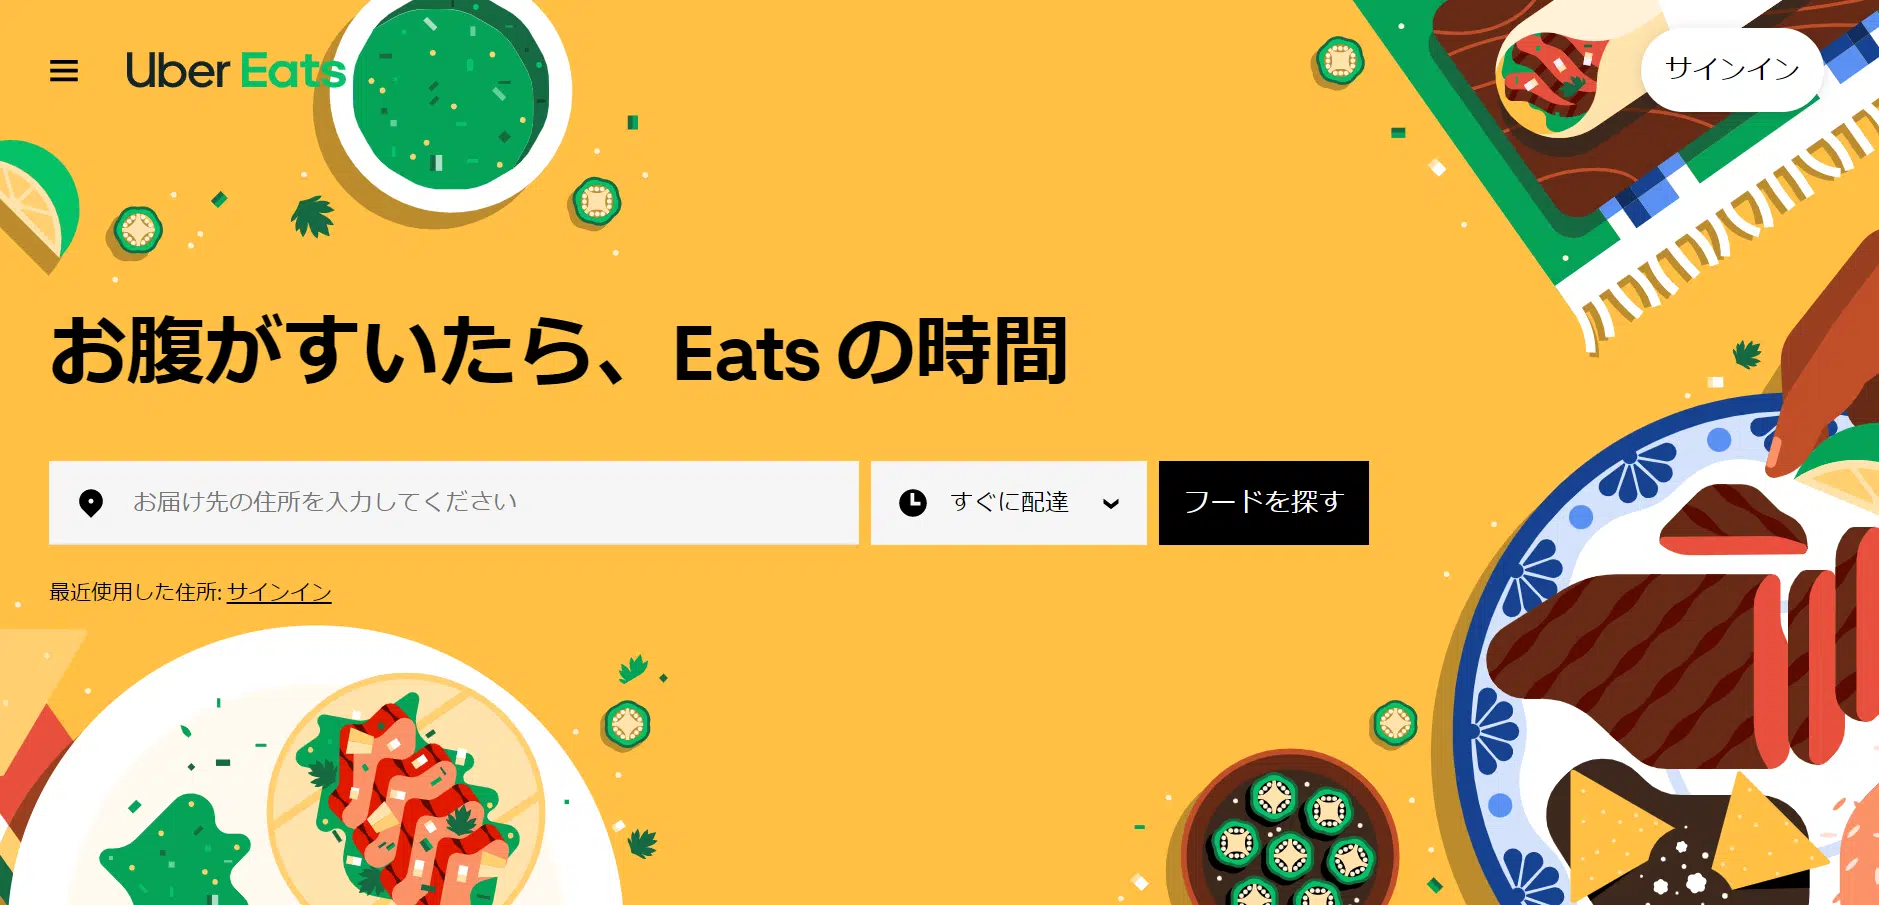 Uber Eats
サインイン
お腹がすいたら、Eats の時間
お届け先の住所を入力してください
すぐに配達
フードを探す
最近使用した住所: サインイン